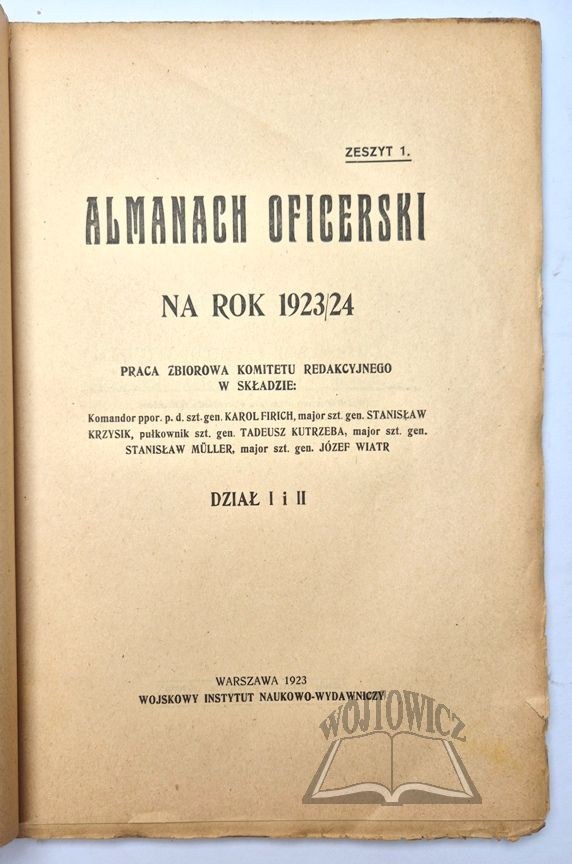 ZESZYT 1.
ALMANACH OFICERSKI
NA ROK 1923/24
PRACA ZBIOROWA KOMITETU REDAKCYJNEGO
W SKŁADZIE:
Komandor ppor. p. d. szt. gen. KAROL FIRICH, major szt. gen. STANISŁAW
KRZYSIK, pułkownik szt. gen. TADEUSZ KUTRZEBA, major szt. gen.
STANISŁAW MÜLLER, major szt. gen. JÓZEF WIATR
DZIAŁ I i II
WARSZAWA 1923
WOJSKOWY INSTYTUT NAUKOWO-WYDAWNICZY
WÓJTOWICZ